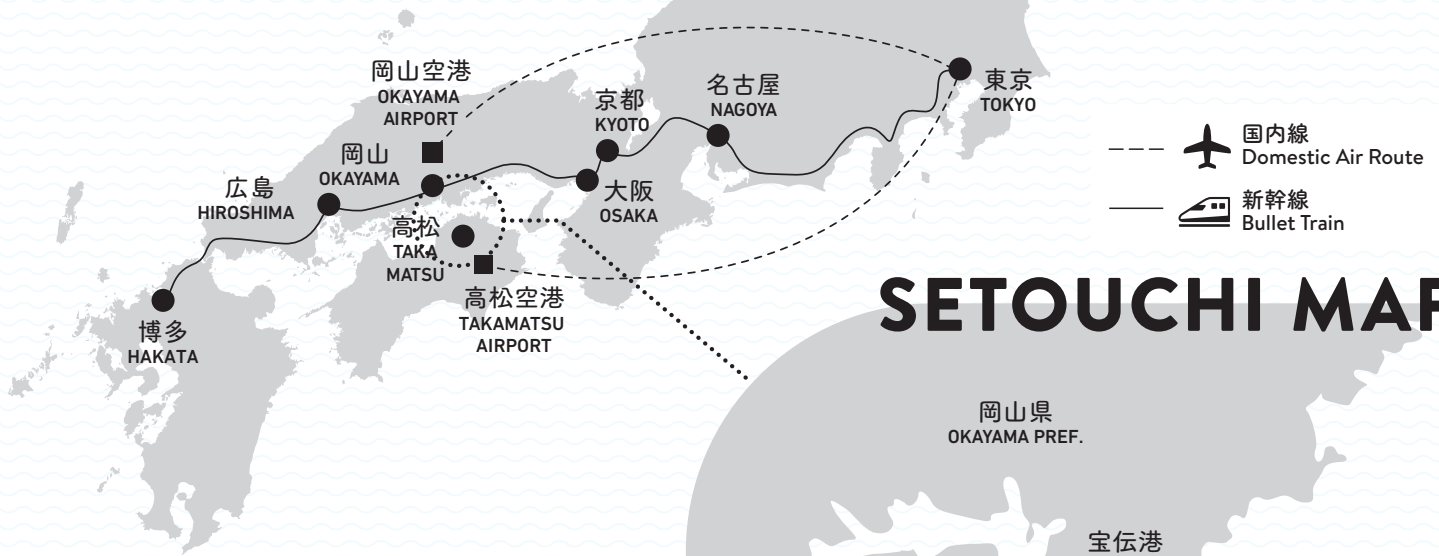 岡山空港
OKAYAMA
AIRPORT
岡山
OKAYAMA
広島
HIROSHIMA
博多
HAKATA
高松
TAKA
MATSU
高松空港
TAKAMATSU
AIRPORT
京都
KYOTO
大阪
OSAKA
名古屋
NAGOYA
東京
TOKYO
国内線
Domestic Air Route
新幹線
Bullet Train
SETOUCHI MAP
岡山県
OKAYAMA PREF.
宝伝港